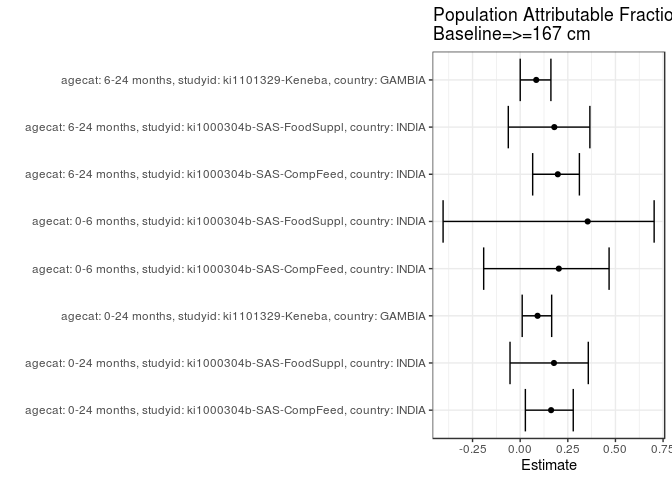 Population Attributable Fractio
Baseline=>=167 cm
agecat: 6-24 months, studyid: ki1101329-Keneba, country: GAMBIA
agecat: 6-24 months, studyid: ki1000304b-SAS-FoodSuppl, country: INDIA
agecat: 6-24 months, studyid: ki1000304b-SAS-CompFeed, country: INDIA
agecat: 0-6 months, studyid: ki1000304b-SAS-FoodSuppl, country: INDIA
agecat: 0-6 months, studyid: ki1000304b-SAS-CompFeed, country: INDIA
agecat: 0-24 months, studyid: ki1101329-Keneba, country: GAMBIA
agecat: 0-24 months, studyid: ki1000304b-SAS-FoodSuppl, country: INDIA
agecat: 0-24 months, studyid: ki1000304b-SAS-CompFeed, country: INDIA
-0.25 0.00 0.25 0.50 0.75
Estimate